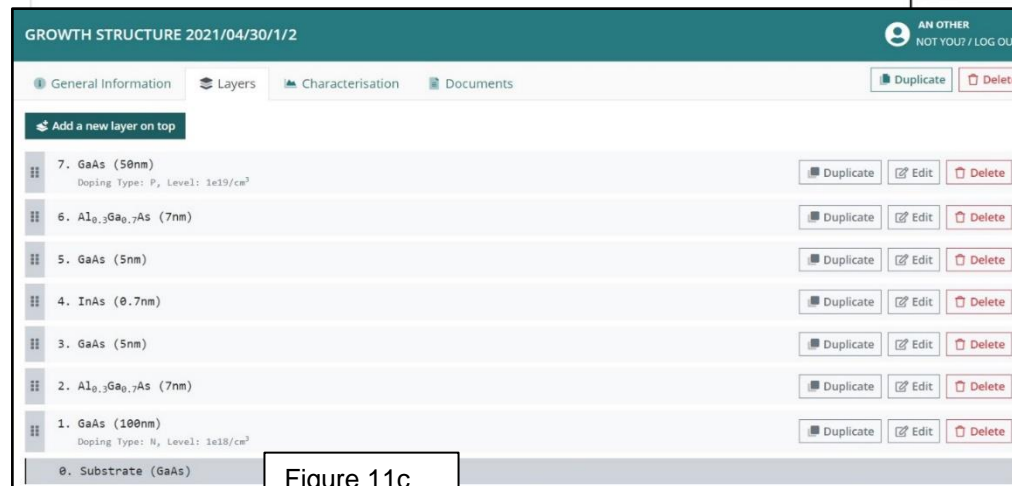 GROWTH STRUCTURE 2021/04/30/1/2
AN OTHER
NOT YOU? / LOG OU
General Information Layers Characterisation Documents Duplicate Delet
Add a new layer on top
7. GaAs (50nm) Duplicate Edit Delete
Doping Type: P, Level: 1e19/cm³
6. Al₀.₃Ga₀.₇As (7nm) Duplicate Edit Delete
5. GaAs (5nm) Duplicate Edit Delete
4. InAs (0.7nm) Duplicate Edit Delete
3. GaAs (5nm) Duplicate Edit Delete
2. Al₀.₃Ga₀.₇As (7nm) Duplicate Edit Delete
1. GaAs (100nm) Duplicate Edit Delete
Doping Type: N, Level: 1e18/cm³
0. Substrate (GaAs)
Figure 11c